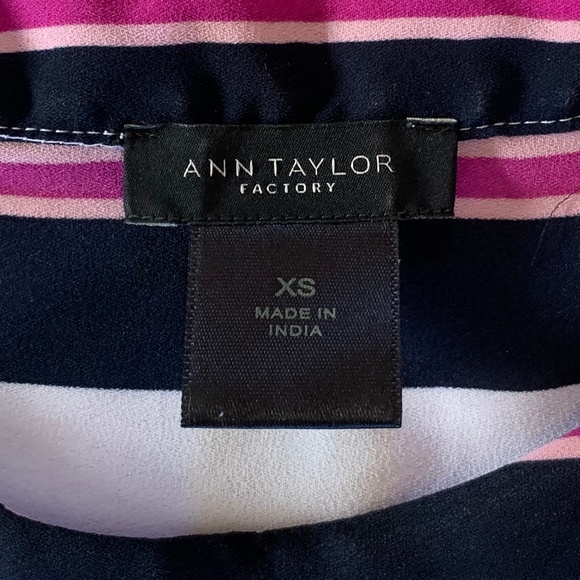 ANN TAYLOR
FACTORY
XS
MADE IN
INDIA